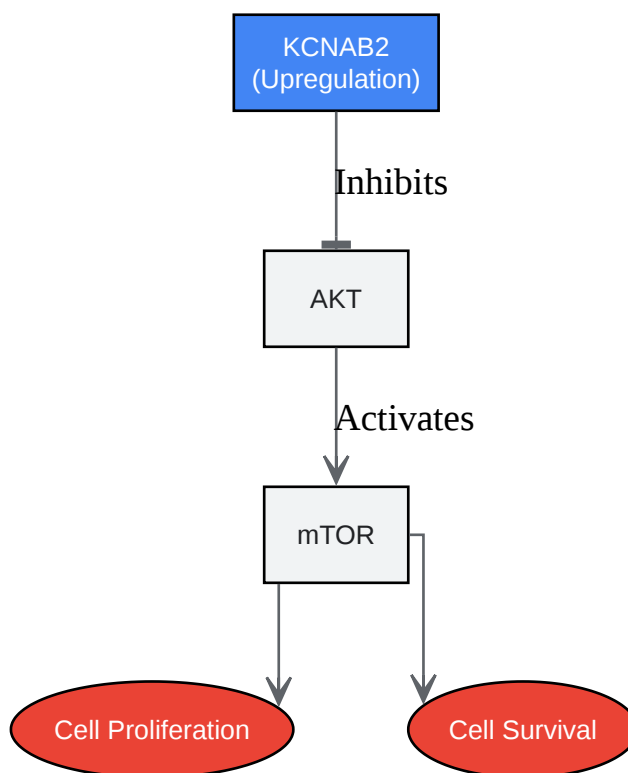 KCNAB2
(Upregulation)
Inhibits
AKT
Activates
mTOR
Cell Proliferation
Cell Survival